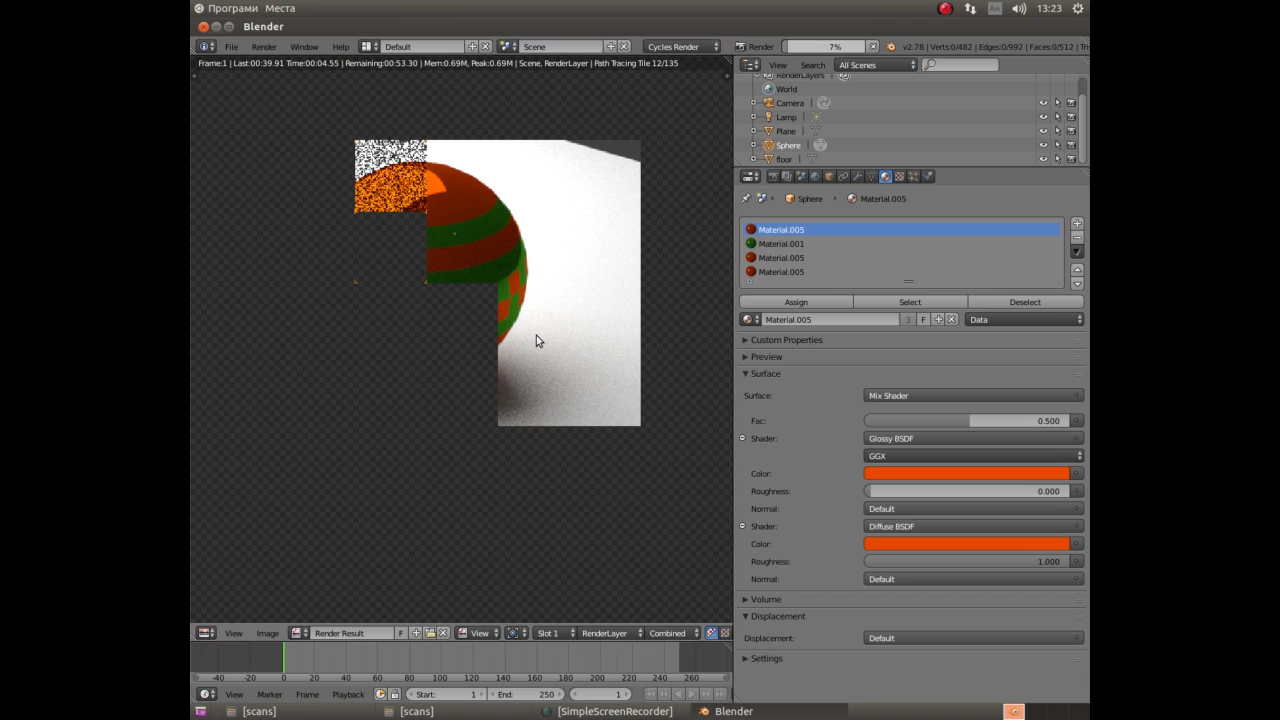 Програми Места
Ан
13:23
Blender
File Render Window Help
Default
Scene
Cycles Render
Render
7%
v2.78 | Verts:0/482 | Edges:0/992 | Faces:0/512 |
Frame:1 | Last:00:39.91 Time:00:04.55 | Remaining:00:53.30 | Mem:0.69M, Peak:0.69M | Scene, RenderLayer | Path Tracing Tile 12/135
View Search All Scenes
RenderLayers
World
Camera
Lamp
Plane
Sphere
floor
Sphere Material.005
Material.005
Material.001
Material.005
Material.005
Assign Select Deselect
Material.005 3 F Data
Custom Properties
Preview
Surface
Surface: Mix Shader
Fac: 0.500
Shader: Glossy BSDF
GGX
Color:
Roughness: 0.000
Normal: Default
Shader: Diffuse BSDF
Color:
Roughness: 1.000
Normal: Default
Volume
Displacement
Displacement: Default
Settings
View Image Render Result F View Slot 1 RenderLayer Combined
-40 -20 0 20 40 60 80 100 120 140 160 180 200 220 240 260
View Marker Frame Playback Start: 1 End: 250 1
[scans] [scans] [SimpleScreenRecorder] Blender